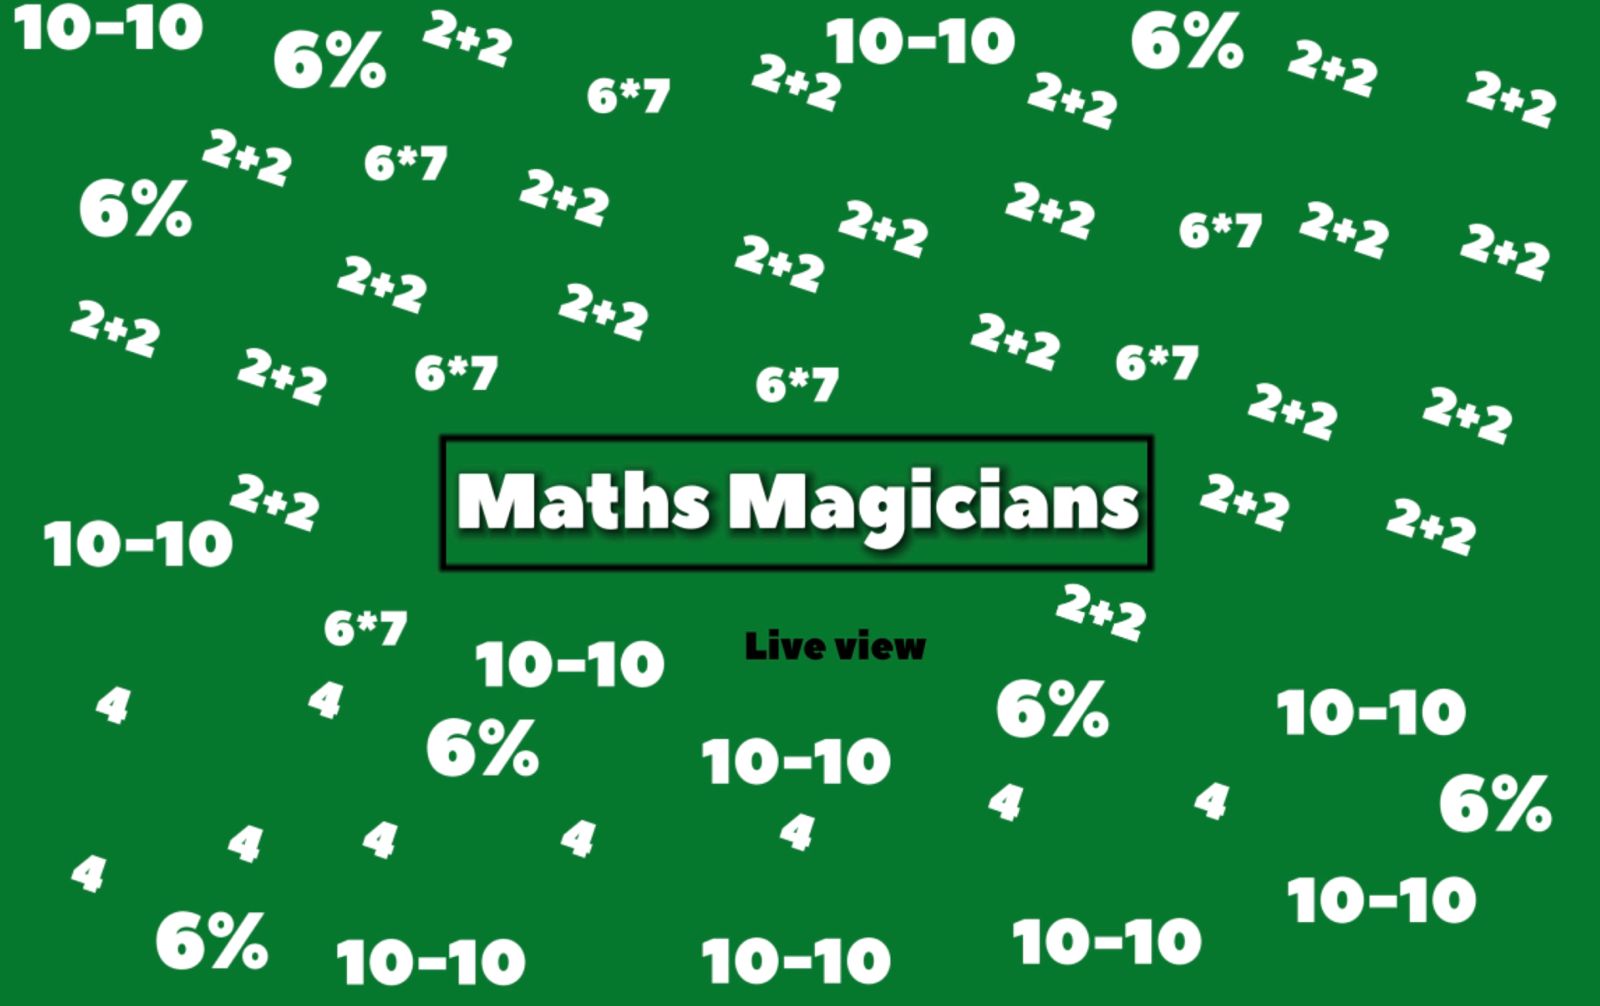 10-10 6% 2+2 6*7 2+2 10-10 2+2 6% 2+2 2+2
6% 2+2 6*7 2+2 2+2 2+2 2+2 6*7 2+2 2+2
2+2 2+2 2+2 6*7 2+2 6*7 2+2 6*7 2+2 2+2
10-10 2+2 Maths Magicians 2+2 2+2
6*7 10-10 Live view 2+2
4 4 6% 10-10 6% 10-10
4 4 4 4 4 4 4 6%
6% 10-10 10-10 10-10 10-10